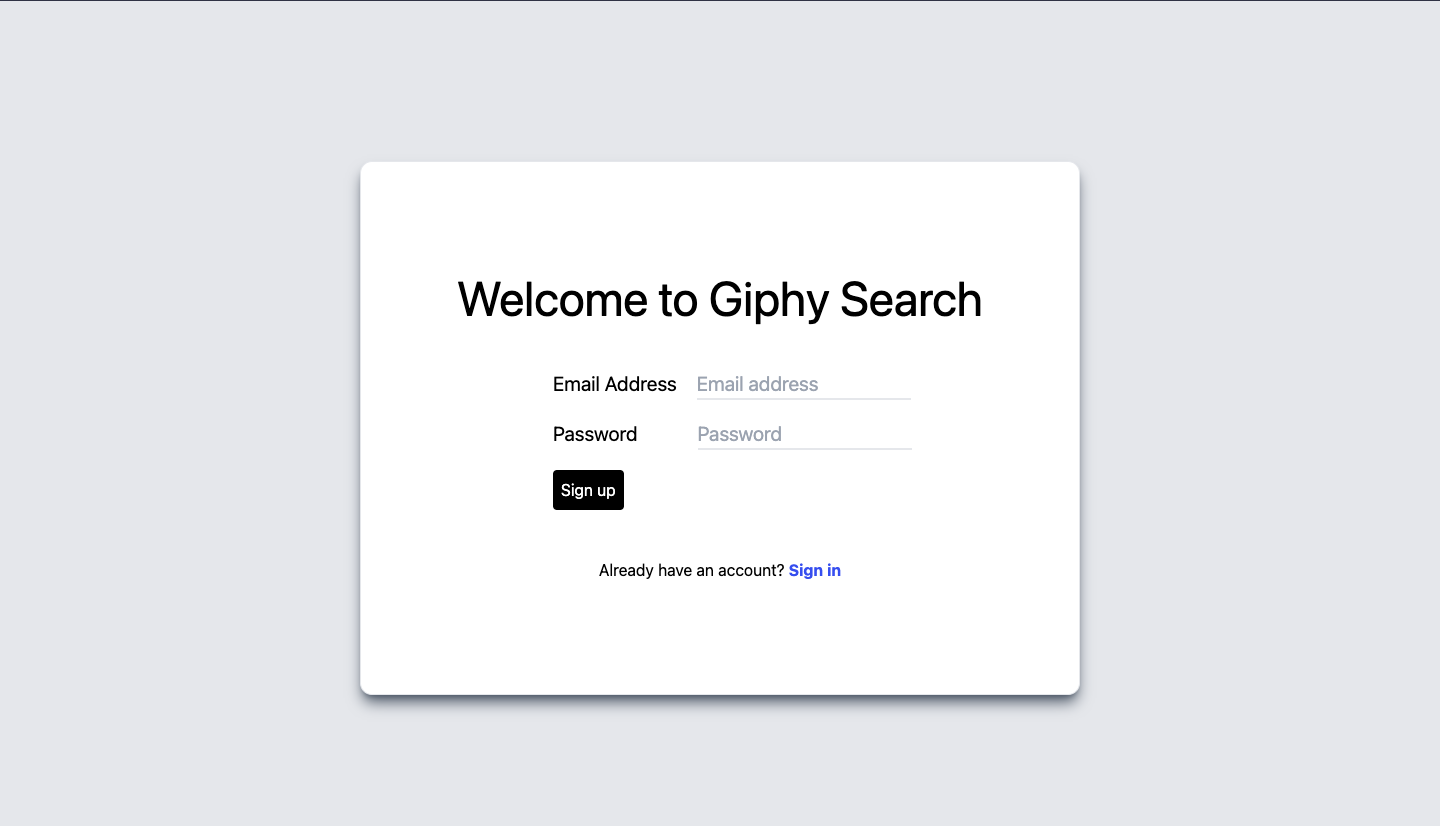 Welcome to Giphy Search
Email Address Email address
Password Password
Sign up
Already have an account? Sign in